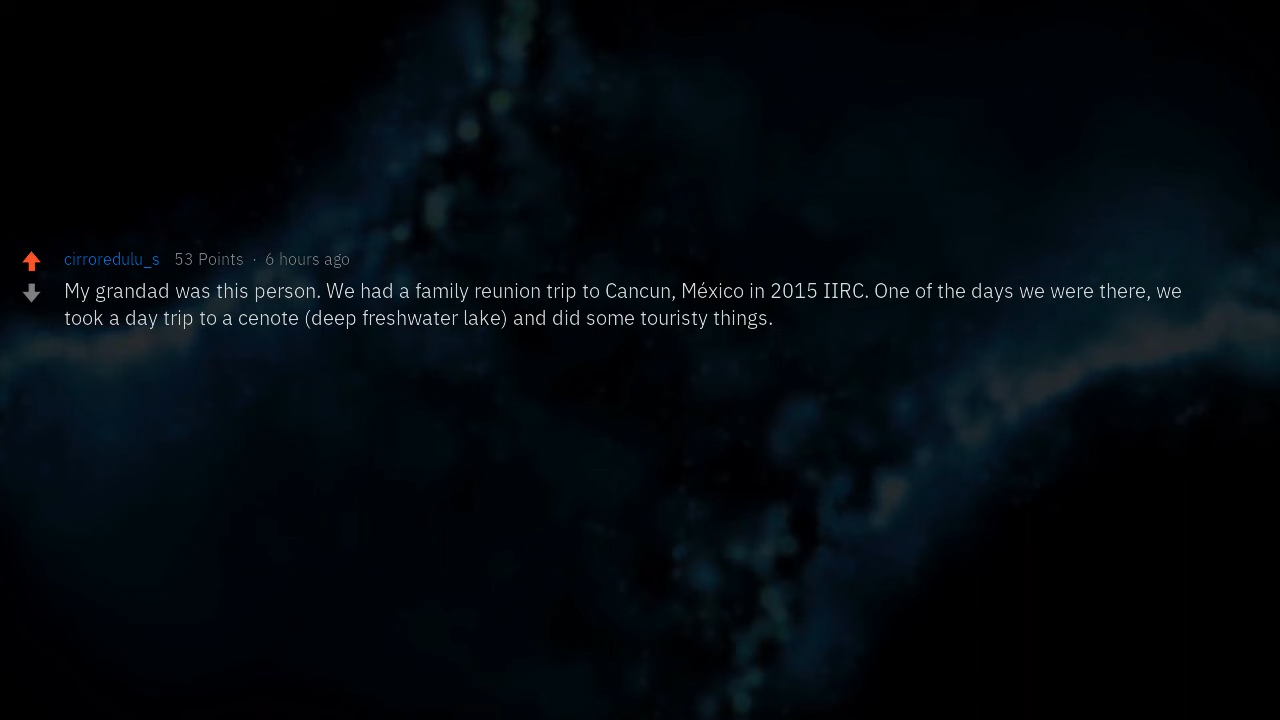 cirroredulu_s 53 Points · 6 hours ago
My grandad was this person. We had a family reunion trip to Cancun, México in 2015 IIRC. One of the days we were there, we
took a day trip to a cenote (deep freshwater lake) and did some touristy things.